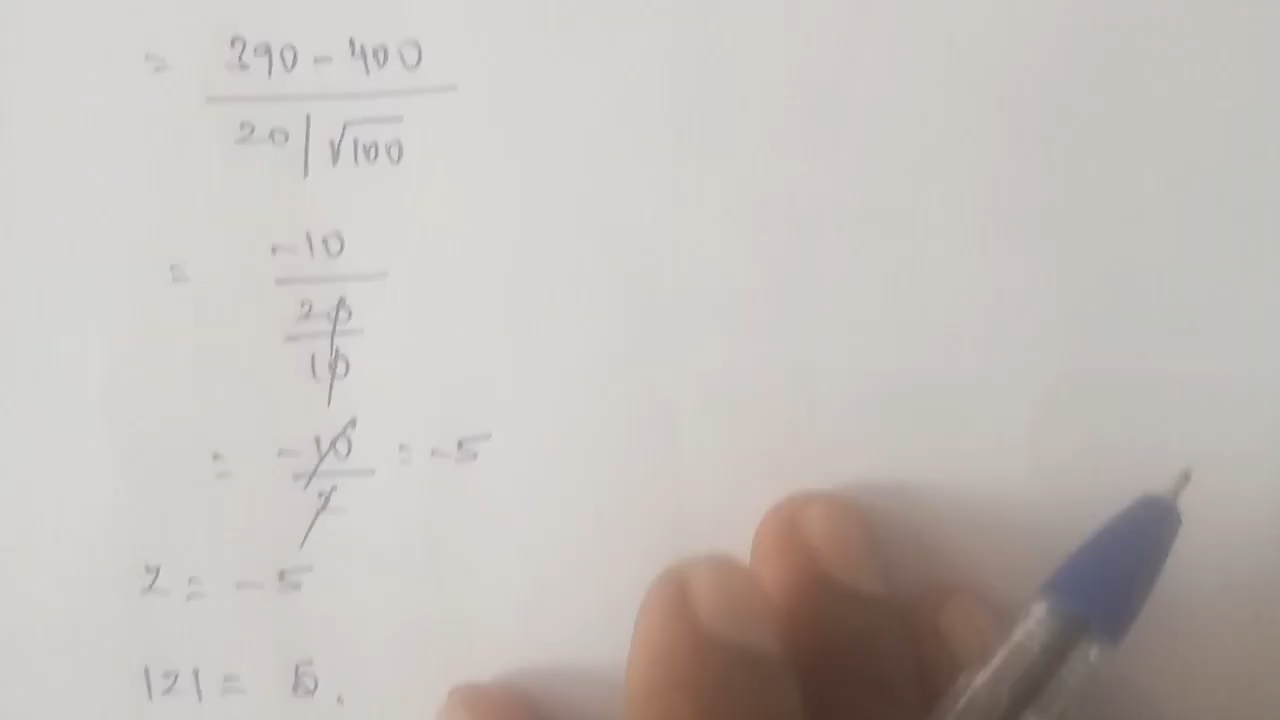 = 390 - 400
20 | √100
= -10
20
10
= -10 = -5
2
Z = -5
|Z| = 5.